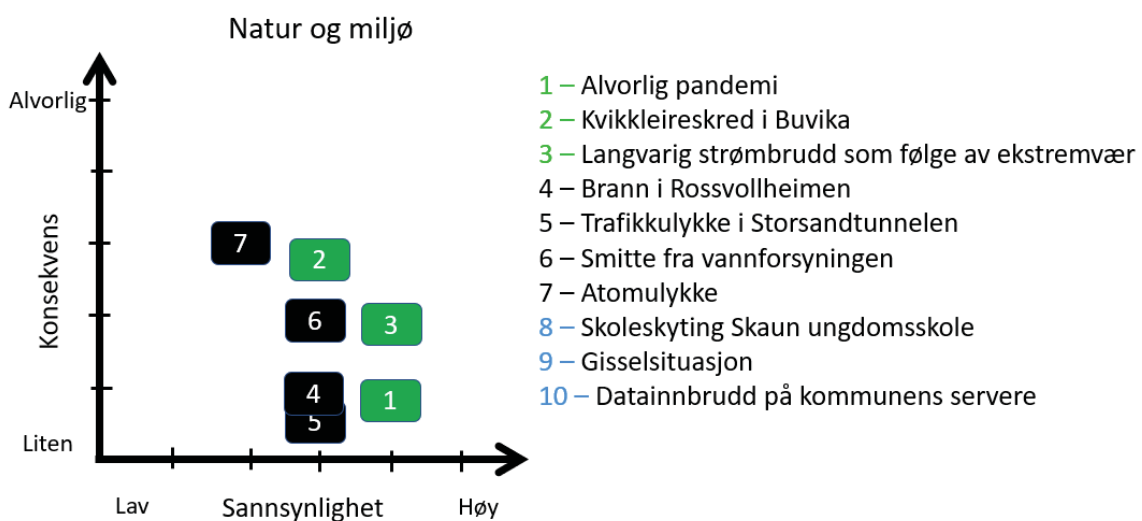 Natur og miljø
Alvorlig
Konsekvens
Liten
Lav
Sannsynlighet
Høy
7
2
6
3
4
1
5
1 – Alvorlig pandemi
2 – Kvikkleireskred i Buvika
3 – Langvarig strømbrudd som følge av ekstremvær
4 – Brann i Rossvollheimen
5 – Trafikkulykke i Storsandtunnelen
6 – Smitte fra vannforsyningen
7 – Atomulykke
8 – Skoleskyting Skaun ungdomsskole
9 – Gisselsituasjon
10 – Datainnbrudd på kommunens servere